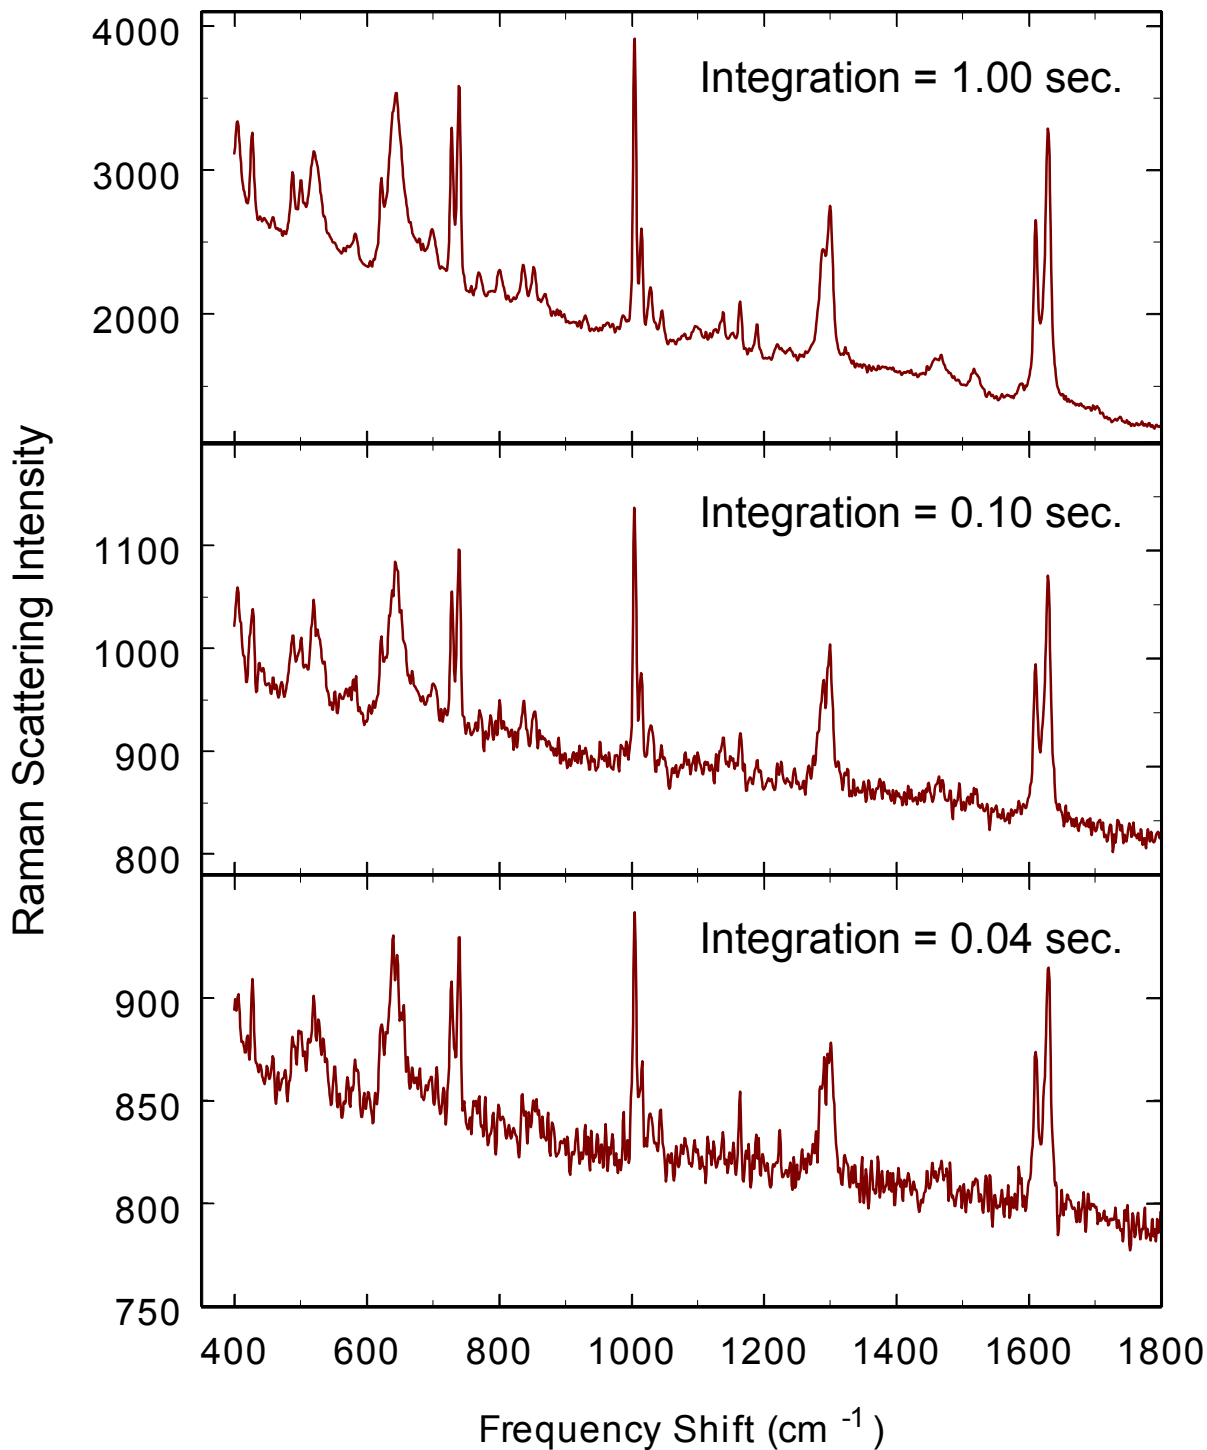 Raman Scattering Intensity
4000
3000
2000
Integration = 1.00 sec.
1100
1000
900
800
Integration = 0.10 sec.
900
850
800
750
Integration = 0.04 sec.
400 600 800 1000 1200 1400 1600 1800
Frequency Shift (cm -1 )